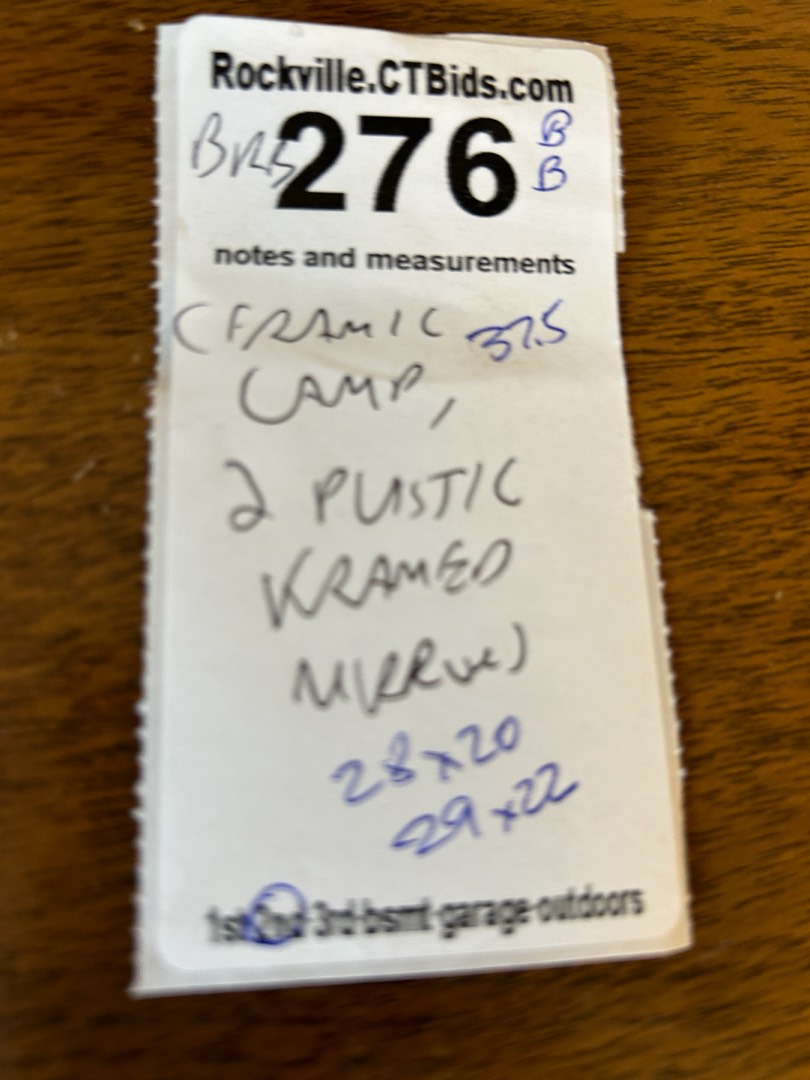 Rockville.CTBids.com
BR5 276 B
B
notes and measurements
CERAMIC 37.5
LAMP,
2 PLASTIC
FRAMED
MIRRORS
28x20
29x22
1st-2nd-3rd-bsmt-garage-outdoors